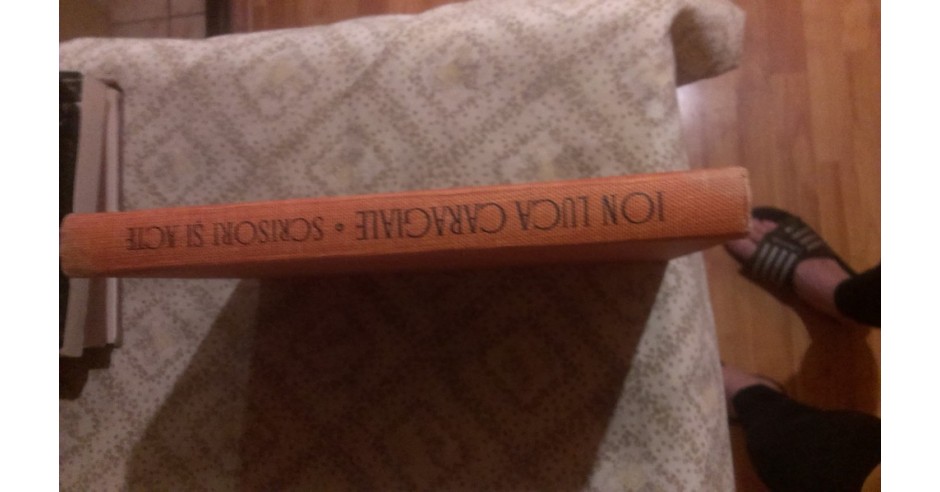 ION LUCA CARAGIALE • SCRISORI ȘI ACTE